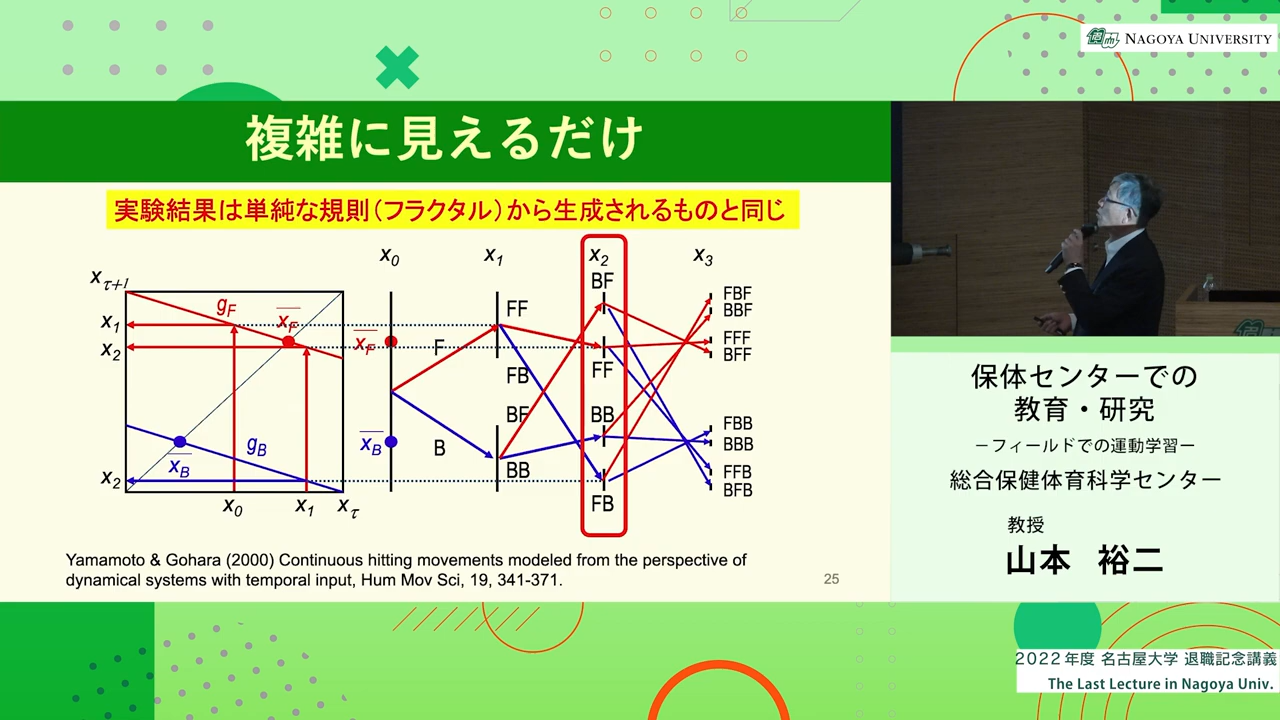 NAGOYA UNIVERSITY
複雑に見えるだけ
実験結果は単純な規則（フラクタル）から生成されるものと同じ
x0 x1 x2 x3
xτ+1
gF
xF
x1
x2
gB
xB
x2
x0 x1 xτ
xF
xB
F
B
FF
FB
BF
BB
BF
FF
BB
FB
FBF
BBF
FFF
BFF
FBB
BBB
FFB
BFB
Yamamoto & Gohara (2000) Continuous hitting movements modeled from the perspective of
dynamical systems with temporal input, Hum Mov Sci, 19, 341-371.
25
保体センターでの
教育・研究
－フィールドでの運動学習－
総合保健体育科学センター
教授
山本 裕二
2022年度 名古屋大学 退職記念講義
The Last Lecture in Nagoya Univ.